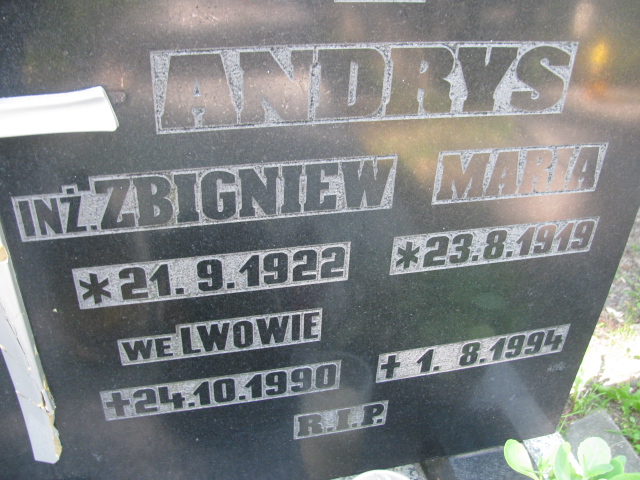 ANDRYS
INŻ. ZBIGNIEW MARIA
*21. 9. 1922 *23. 8. 1919
WE LWOWIE
+24.10.1990 + 1. 8. 1994
R.I.P.